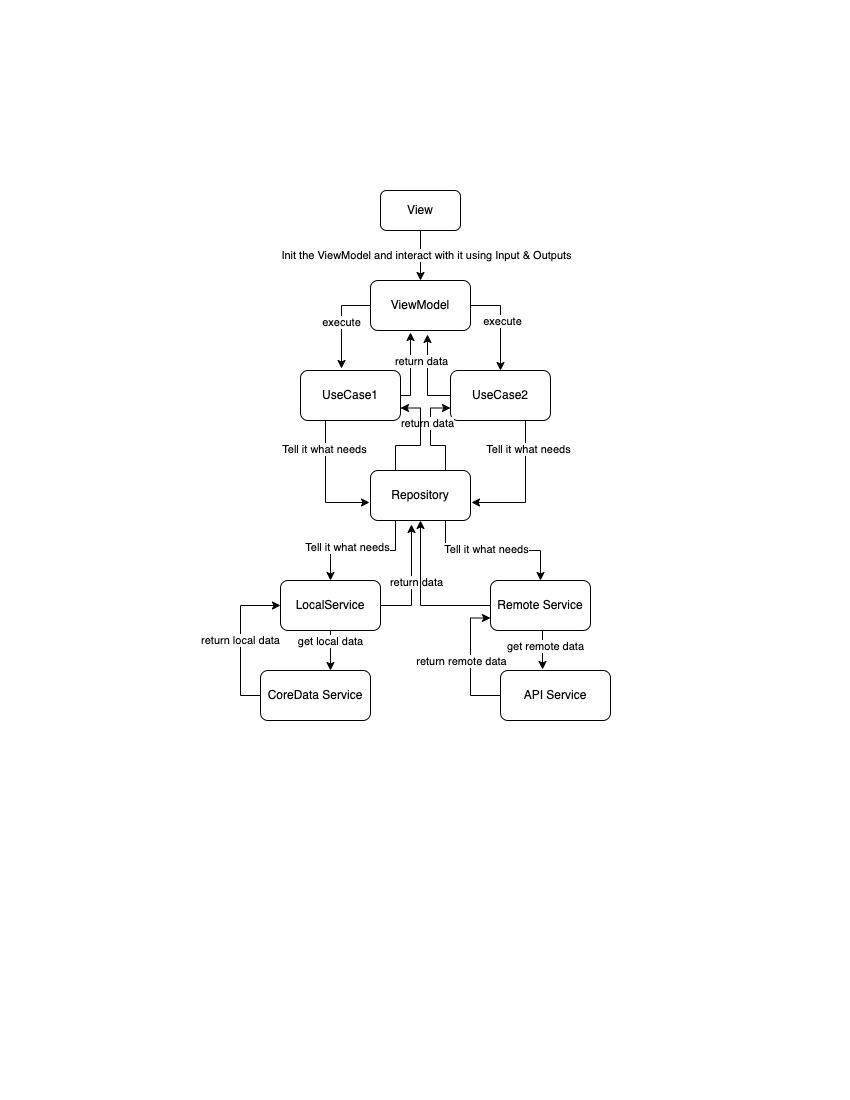 View
Init the ViewModel and interact with it using Input & Outputs
ViewModel
execute
execute
return data
UseCase1
UseCase2
return data
Tell it what needs
Tell it what needs
Repository
Tell it what needs
Tell it what needs
return data
LocalService
Remote Service
return local data
get local data
get remote data
return remote data
CoreData Service
API Service